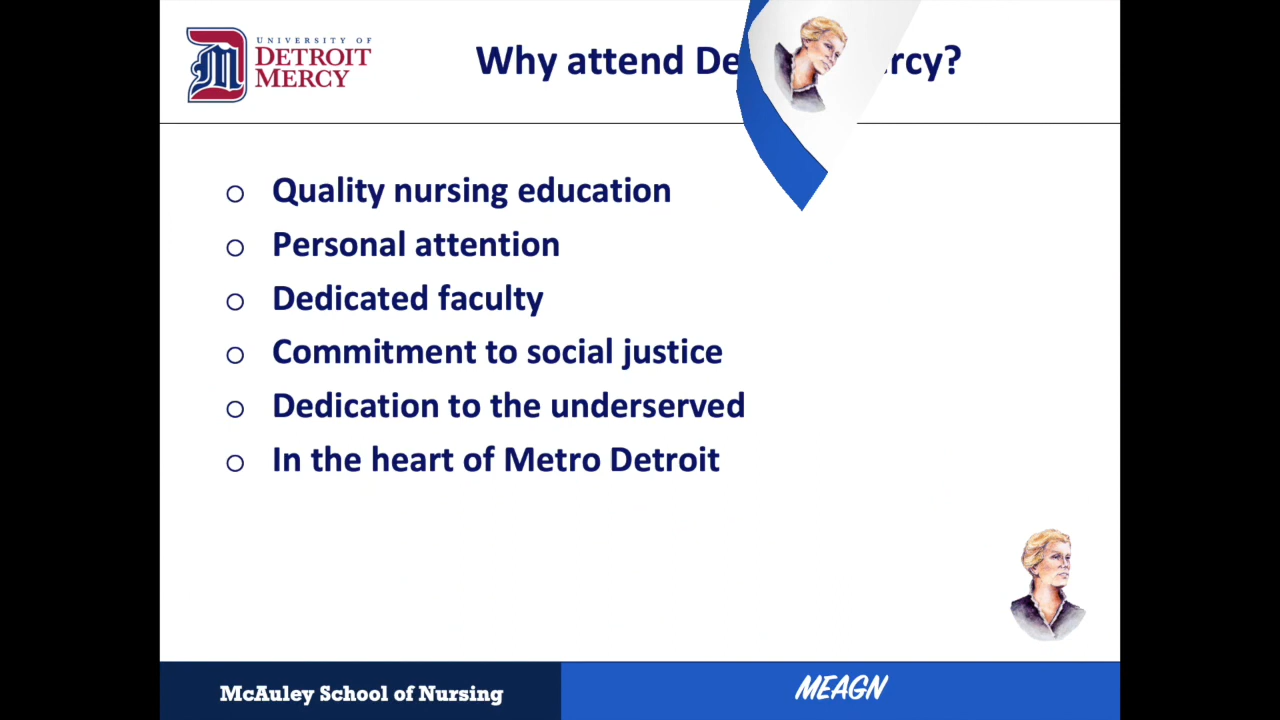 UNIVERSITY OF
DETROIT
MERCY
Why attend De rcy?
o Quality nursing education
o Personal attention
o Dedicated faculty
o Commitment to social justice
o Dedication to the underserved
o In the heart of Metro Detroit
McAuley School of Nursing
MEAGN